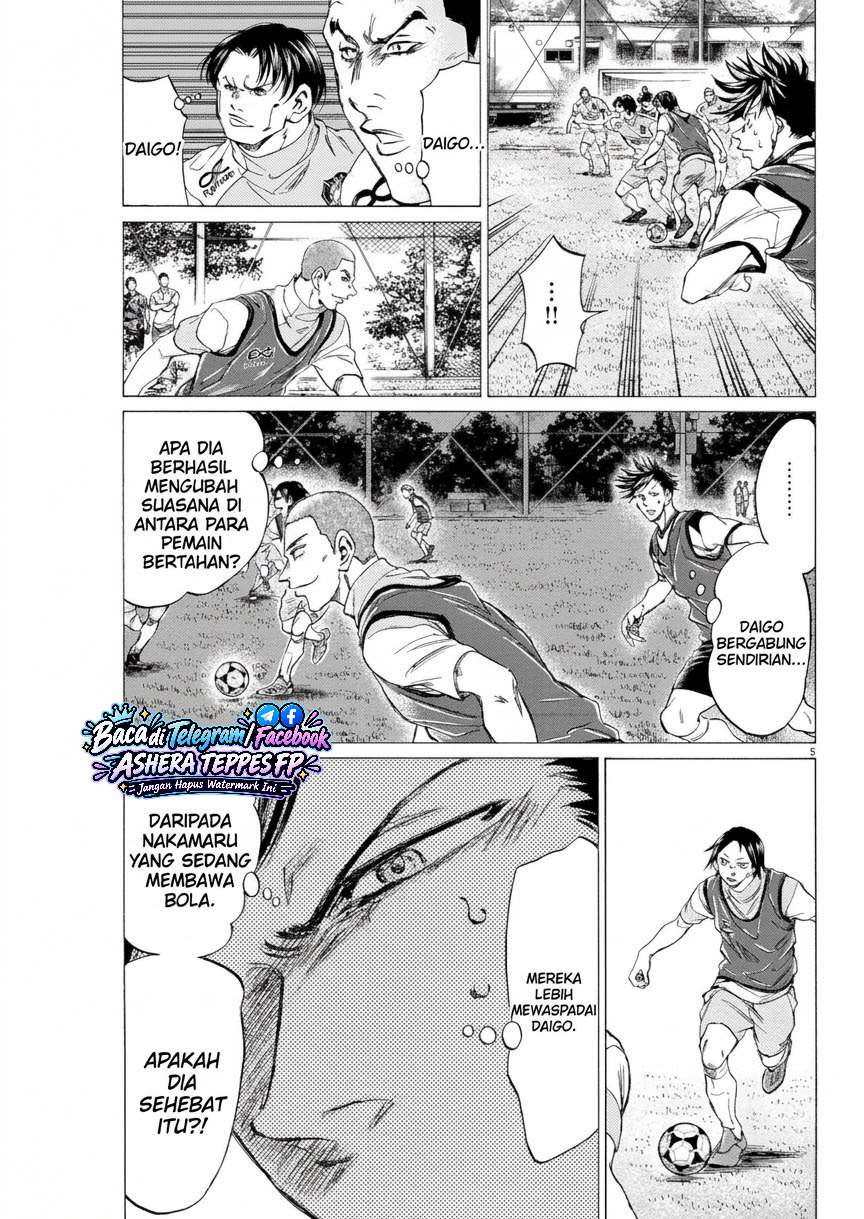 ...!!
DAIGO...
DAIGO!
......
DAIGO
BERGABUNG
SENDIRIAN...
APA DIA
BERHASIL
MENGUBAH
SUASANA DI
ANTARA PARA
PEMAIN
BERTAHAN?
5
Baca di Telegram/Facebook
ASHERA TEPPES FP
Jangan Hapus Watermark Ini
MEREKA
LEBIH
MEWASPADAI
DAIGO.
DARIPADA
NAKAMARU
YANG SEDANG
MEMBAWA
BOLA.
APAKAH
DIA
SEHEBAT
ITU?!